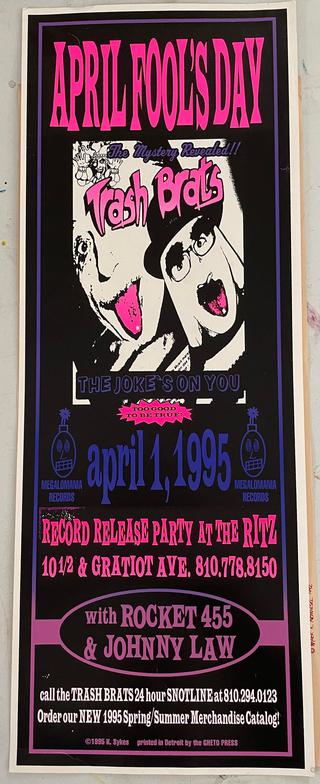 APRIL FOOL'S DAY
The Mystery Revealed!!
Trash Brats
THE JOKE'S ON YOU
TOO GOOD
TO BE TRUE!
april 1, 1995
MEGALOMANIA
RECORDS
MEGALOMANIA
RECORDS
RECORD RELEASE PARTY AT THE RITZ
10 1/2 & GRATIOT AVE. 810.778.8150
with ROCKET 455
& JOHNNY LAW
call the TRASH BRATS 24 hour SNOTLINE at 810.294.0123
Order our NEW 1995 Spring/Summer Merchandise Catalog!
©1995 K. Sykes printed in Detroit by the GHETO PRESS